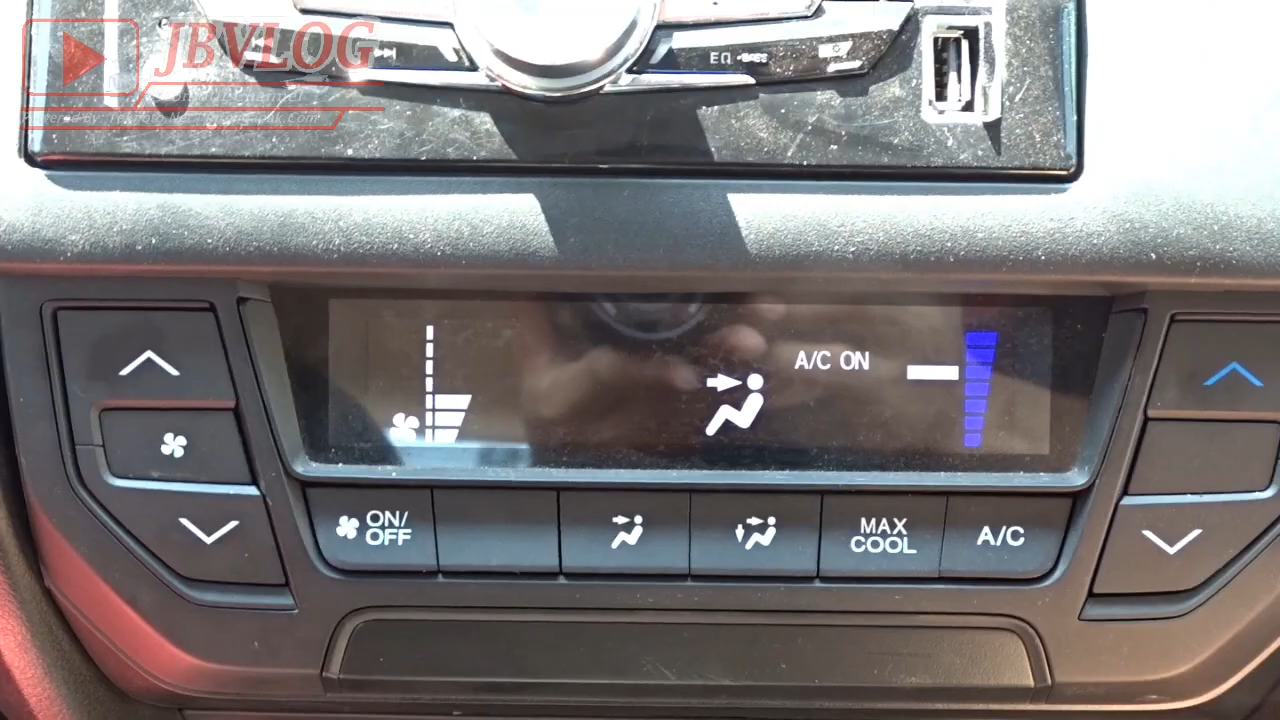 JBVLOG
EQ
A/C ON
ON/
OFF
MAX
COOL
A/C